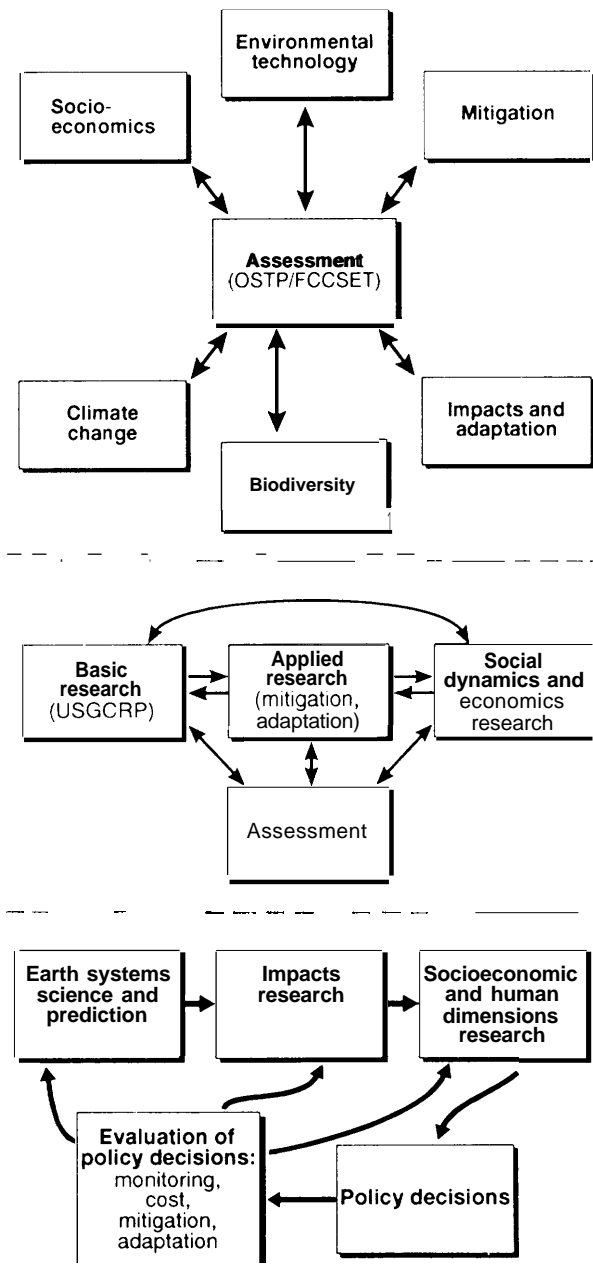 Environmental
technology
Socio-
economics
Mitigation
Assessment
(OSTP/FCCSET)
Climate
change
Impacts and
adaptation
Biodiversity
Basic
research
(USGCRP)
Applied
research
(mitigation,
adaptation)
Social
dynamics and
economics
research
Assessment
Earth systems
science and
prediction
Impacts
research
Socioeconomic
and human
dimensions
research
Evaluation of
policy decisions:
monitoring,
cost,
mitigation,
adaptation
Policy decisions